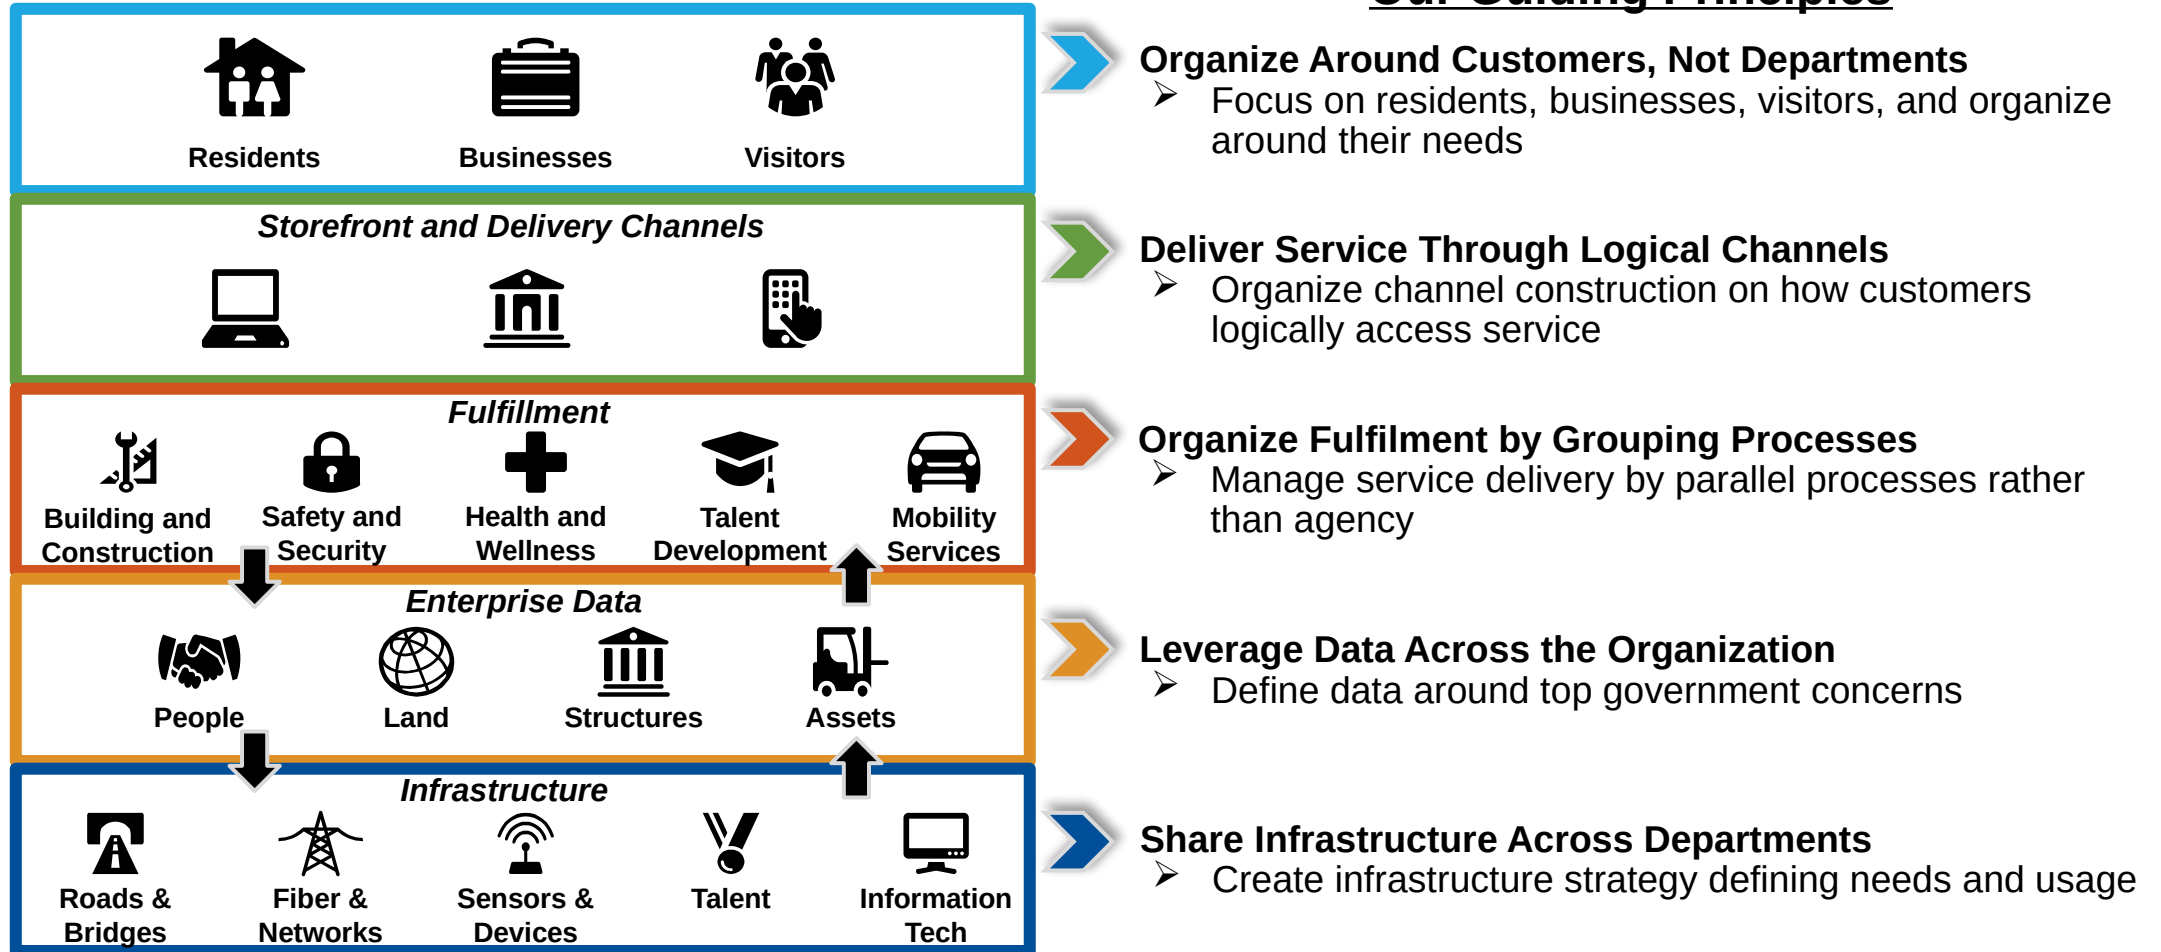 Our Guiding Principles
Residents
Businesses
Visitors
Organize Around Customers, Not Departments
Focus on residents, businesses, visitors, and organize
around their needs
Storefront and Delivery Channels
Deliver Service Through Logical Channels
Organize channel construction on how customers
logically access service
Fulfillment
Building and
Construction
Safety and
Security
Health and
Wellness
Talent
Development
Mobility
Services
Organize Fulfilment by Grouping Processes
Manage service delivery by parallel processes rather
than agency
Enterprise Data
People
Land
Structures
Assets
Leverage Data Across the Organization
Define data around top government concerns
Infrastructure
Roads &
Bridges
Fiber &
Networks
Sensors &
Devices
Talent
Information
Tech
Share Infrastructure Across Departments
Create infrastructure strategy defining needs and usage